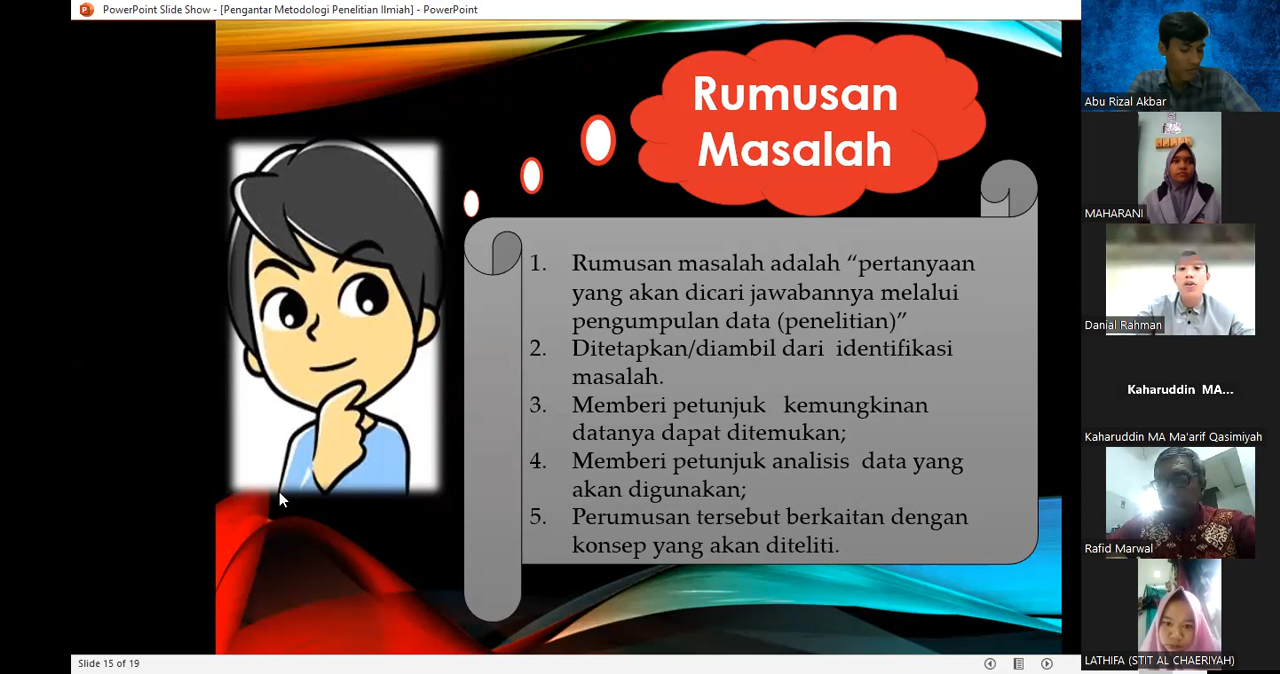 PowerPoint Slide Show - [Pengantar Metodologi Penelitian Ilmiah] - PowerPoint
Rumusan
Masalah
1. Rumusan masalah adalah “pertanyaan
yang akan dicari jawabannya melalui
pengumpulan data (penelitian)”
2. Ditetapkan/diambil dari identifikasi
masalah.
3. Memberi petunjuk kemungkinan
datanya dapat ditemukan;
4. Memberi petunjuk analisis data yang
akan digunakan;
5. Perumusan tersebut berkaitan dengan
konsep yang akan diteliti.
Slide 15 of 19
Abu Rizal Akbar
MAHARANI
Danial Rahman
Kaharuddin MA...
Kaharuddin MA Ma'arif Qasimiyah
Rafid Marwal
LATHIFA (STIT AL CHAERIYAH)